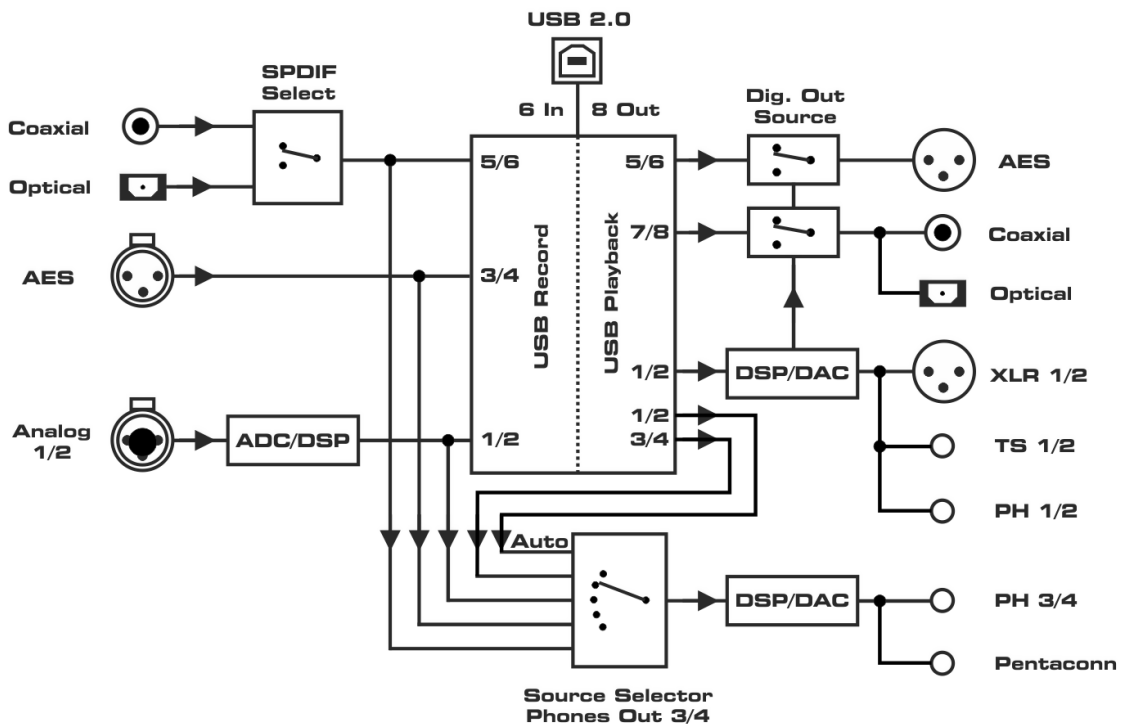 USB 2.0
SPDIF
Select
6 In
8 Out
Dig. Out
Source
Coaxial
5/6
5/6
AES
Optical
7/8
Coaxial
AES
3/4
USB Record
USB Playback
Optical
1/2
DSP/DAC
XLR 1/2
1/2
Analog
1/2
ADC/DSP
1/2
3/4
TS 1/2
PH 1/2
Auto
DSP/DAC
PH 3/4
Pentaconn
Source Selector
Phones Out 3/4